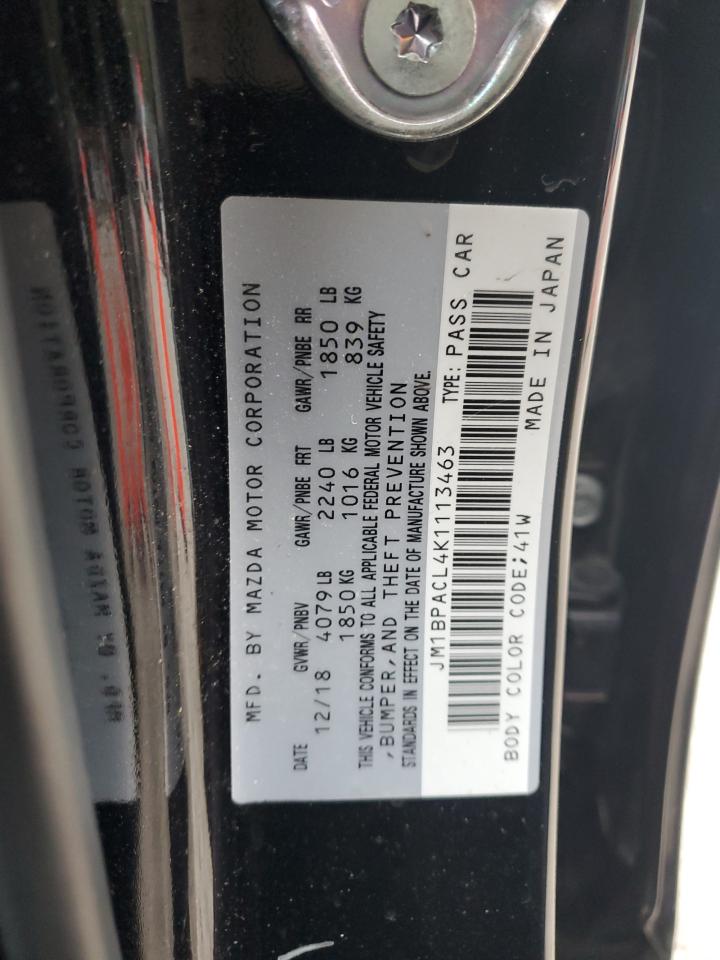 MFD. BY MAZDA MOTOR CORPORATION
DATE GVWR/PNBV GAWR/PNBE FRT GAWR/PNBE RR
12/18 4079 LB 2240 LB 1850 LB
1850 KG 1016 KG 839 KG
THIS VEHICLE CONFORMS TO ALL APPLICABLE FEDERAL MOTOR VEHICLE SAFETY
,BUMPER,AND THEFT PREVENTION
STANDARDS IN EFFECT ON THE DATE OF MANUFACTURE SHOWN ABOVE.
JM1BPACL4K1113463 TYPE: PASS CAR
BODY COLOR CODE;41W MADE IN JAPAN